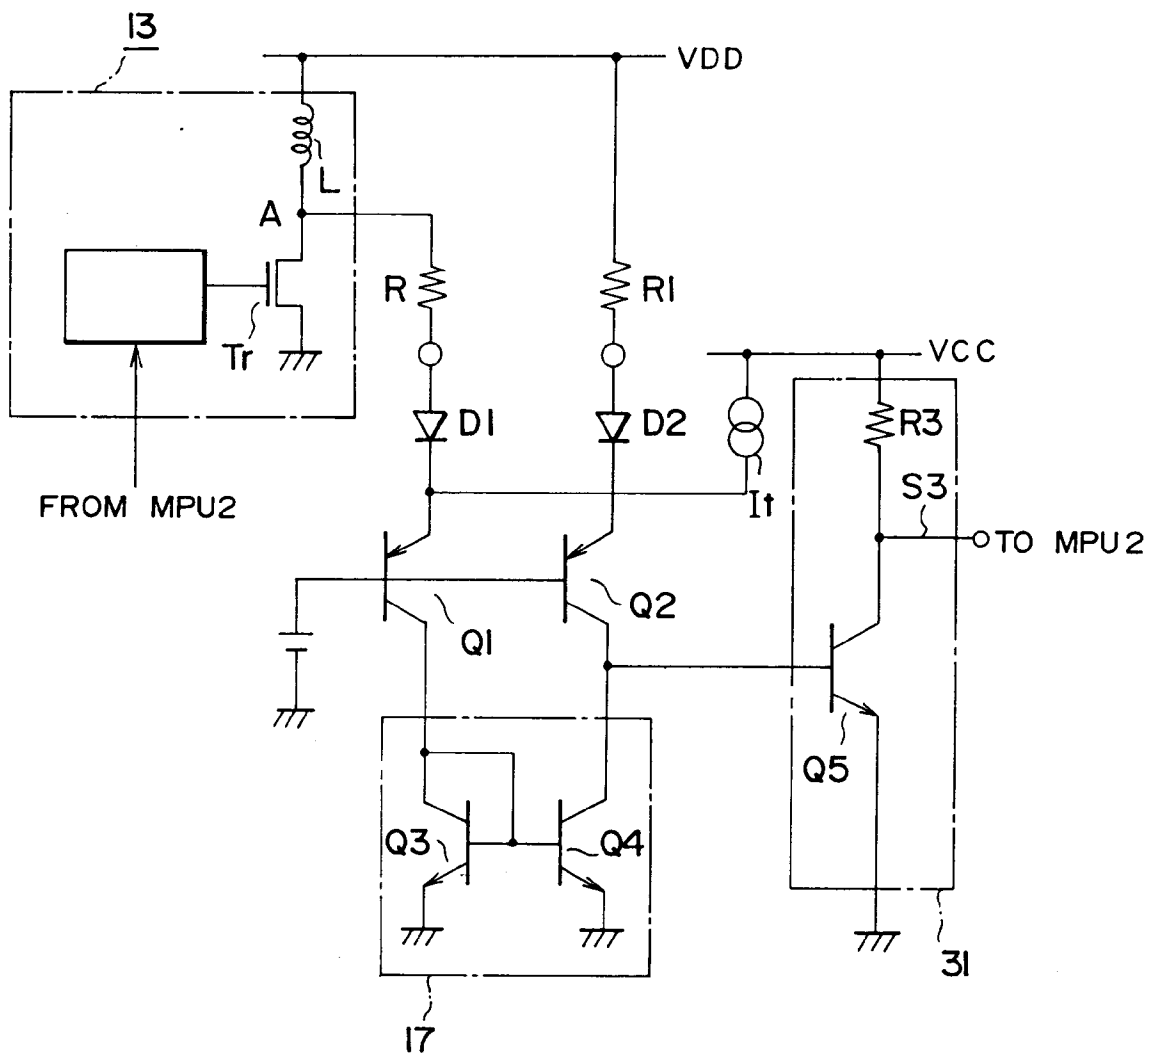 13
VDD
L
A
R
R1
Tr
VCC
D1
D2
R3
FROM MPU2
It
S3
TO MPU2
Q1
Q2
Q5
Q3
Q4
31
17